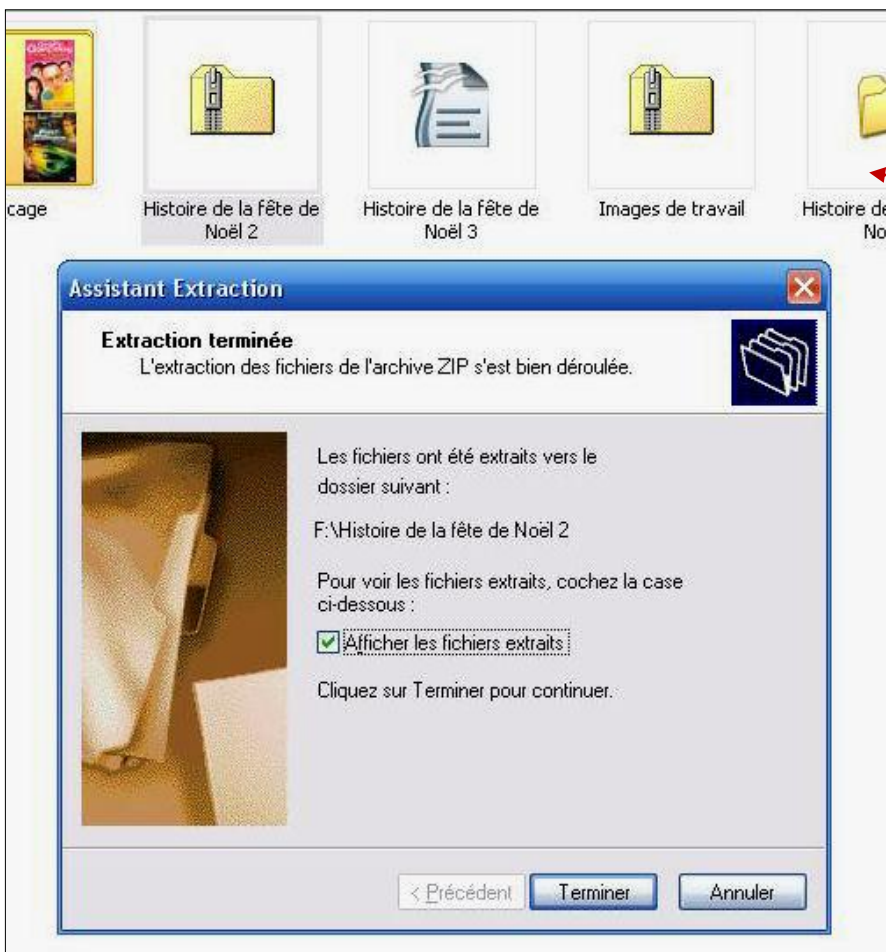 cage
Histoire de la fête de
Noël 2
Histoire de la fête de
Noël 3
Images de travail
Histoire de
No
Assistant Extraction
Extraction terminée
L'extraction des fichiers de l'archive ZIP s'est bien déroulée.
Les fichiers ont été extraits vers le
dossier suivant :
F:\Histoire de la fête de Noël 2
Pour voir les fichiers extraits, cochez la case
ci-dessous :
Afficher les fichiers extraits
Cliquez sur Terminer pour continuer.
< Précédent
Terminer
Annuler